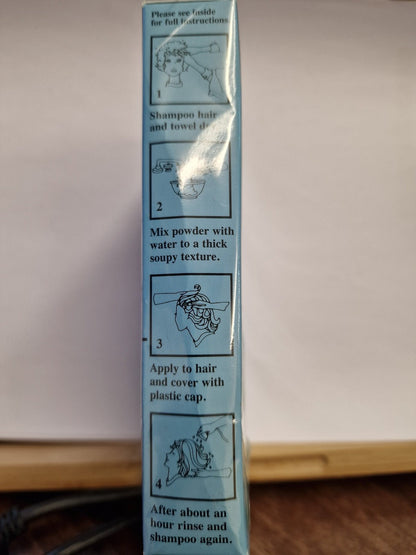 Please see inside
for full instructions
1
Shampoo hair
and towel
2
Mix powder with
water to a thick
soupy texture.
3
Apply to hair
and cover with
plastic cap.
4
After about an
hour rinse and
shampoo again.